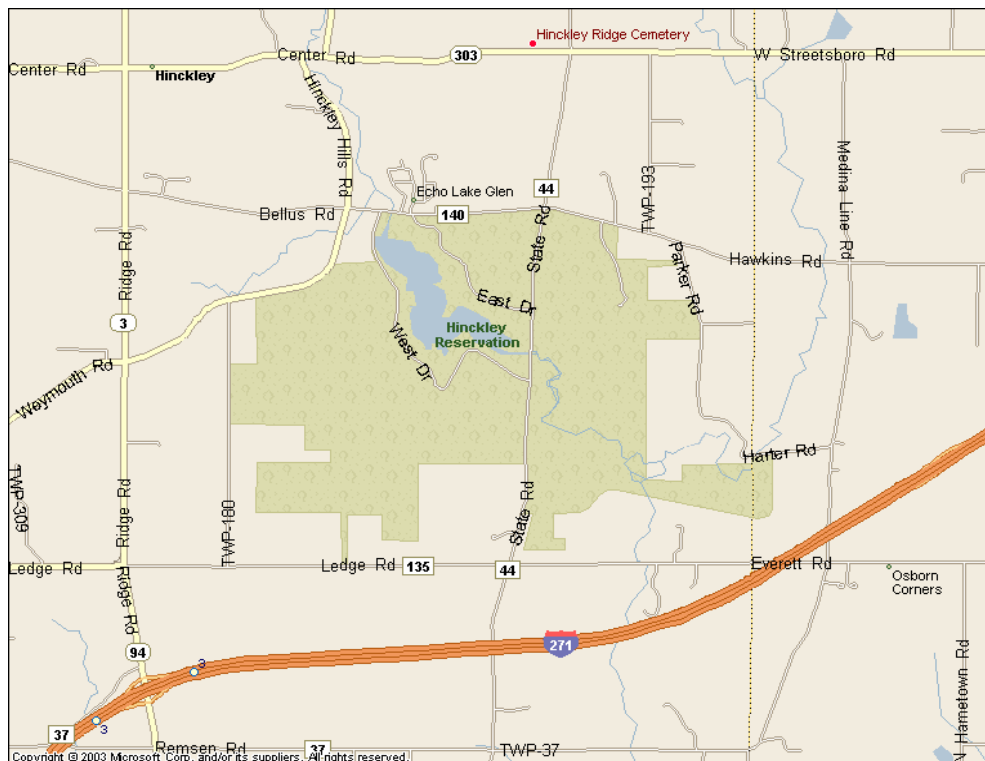 Hinckley Ridge Cemetery
Center Rd
303
W Streetsboro Rd
Center Rd
Hinckley
Hinckley Hills Rd
Medina Line Rd
TWP-193
44
Echo Lake Glen
Bellus Rd
140
State Rd
Ridge Rd
Parker Rd
Hawkins Rd
East Dr
3
Hinckley
Reservation
West Dr
Weymouth Rd
Harter Rd
TWP-309
Ridge Rd
TWP-180
State Rd
Ledge Rd
Ledge Rd
135
44
Everett Rd
Osborn
Corners
Ridge Rd
271
94
3
N Hametown Rd
3
37
Remsen Rd
37
TWP-37
Copyright © 2003 Microsoft Corp. and/or its suppliers. All rights reserved.